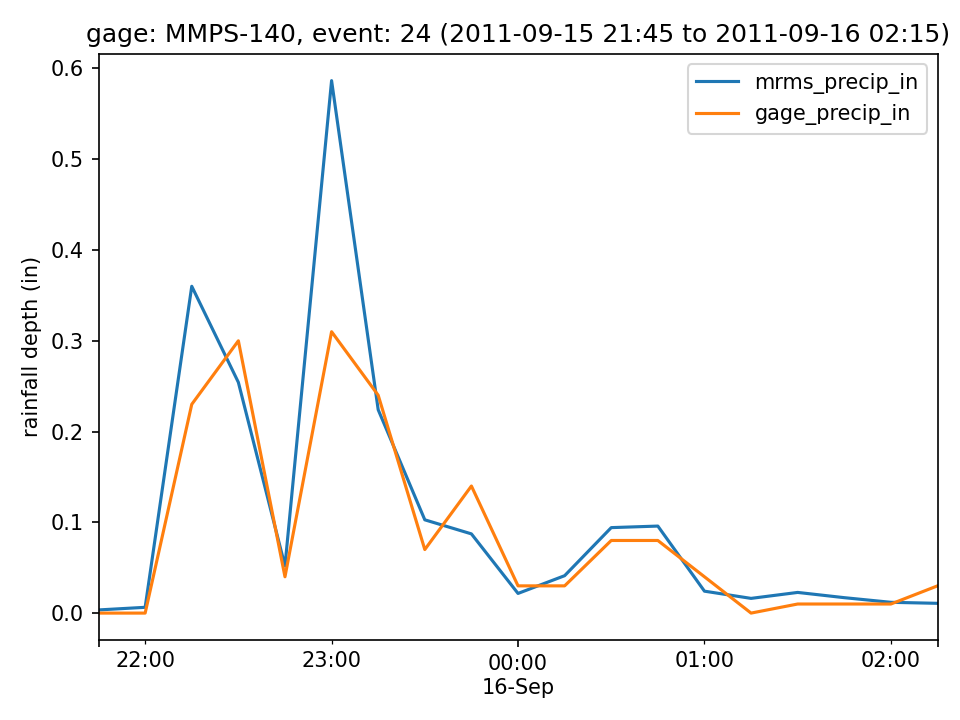 gage: MMPS-140, event: 24 (2011-09-15 21:45 to 2011-09-16 02:15)
mrms_precip_in
gage_precip_in
rainfall depth (in)
0.6
0.5
0.4
0.3
0.2
0.1
0.0
22:00 23:00 00:00 01:00 02:00
16-Sep